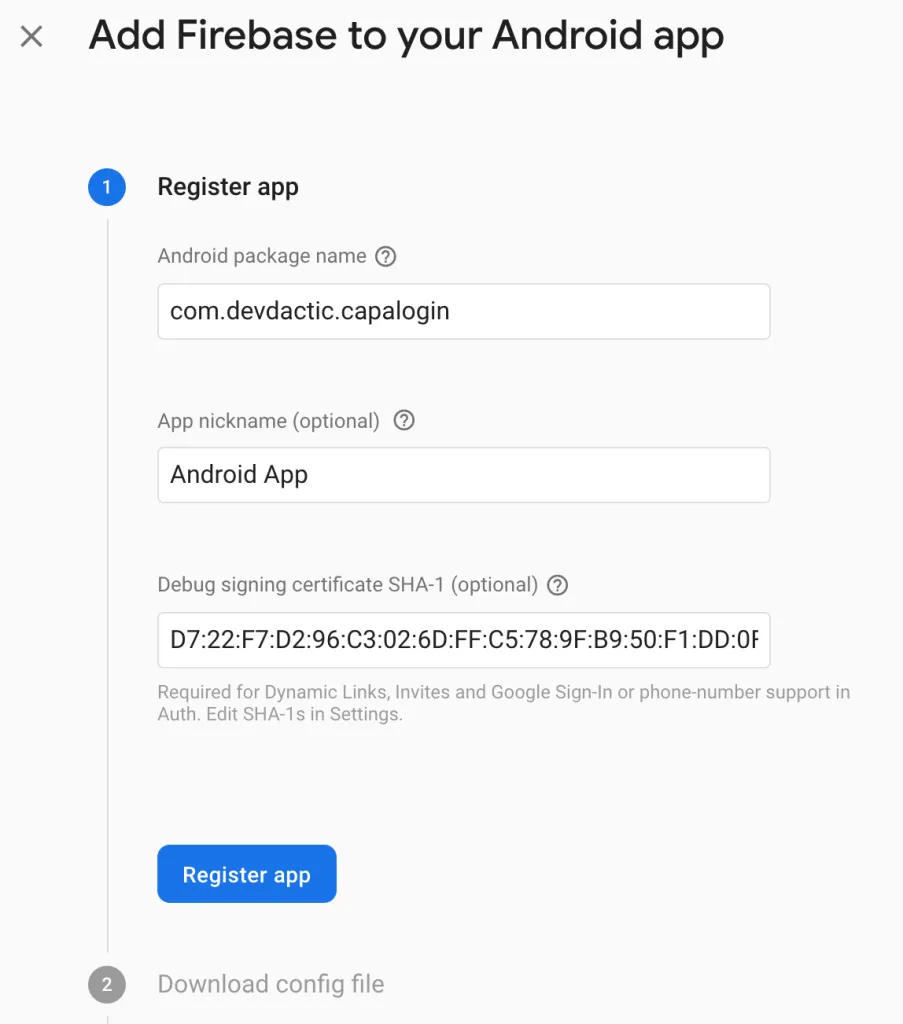 Add Firebase to your Android app
1 Register app
Android package name
com.devdactic.capalogin
App nickname (optional)
Android App
Debug signing certificate SHA-1 (optional)
D7:22:F7:D2:96:C3:02:6D:FF:C5:78:9F:B9:50:F1:DD:0F
Required for Dynamic Links, Invites and Google Sign-In or phone-number support in
Auth. Edit SHA-1s in Settings.
Register app
2 Download config file